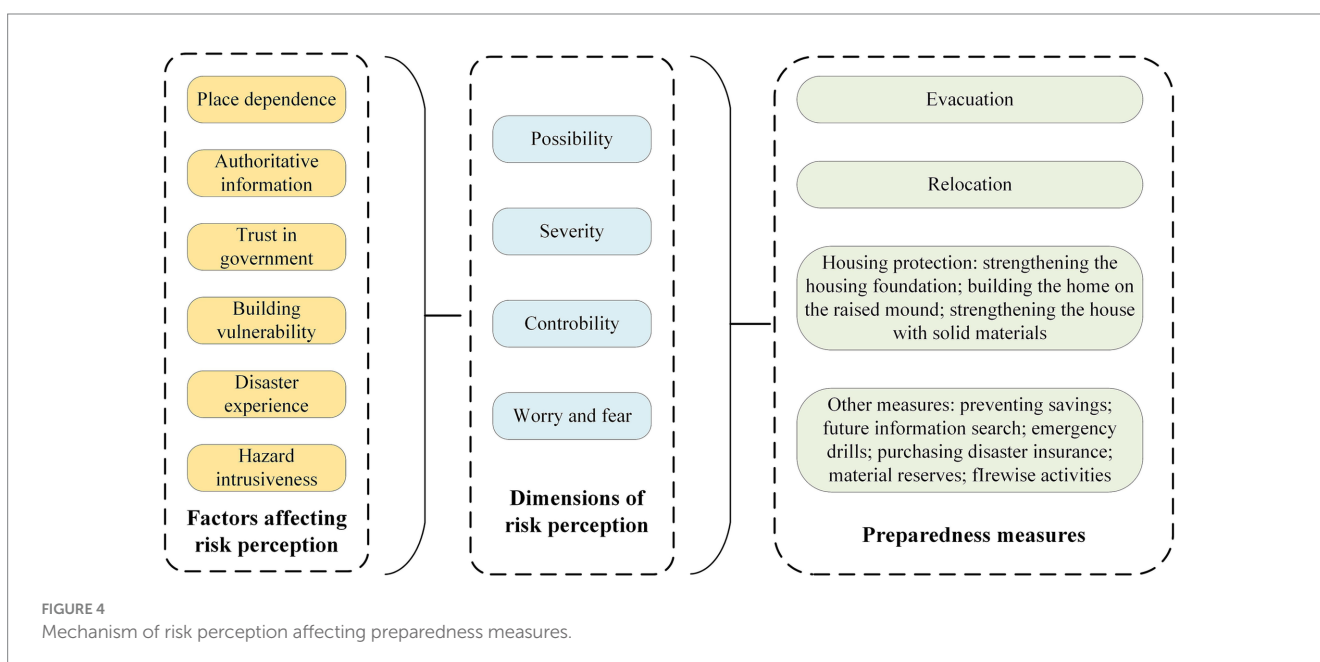 Place dependence
Authoritative
information
Trust in
government
Building
vulnerability
Disaster
experience
Hazard
intrusiveness
Factors affecting
risk perception
Possibility
Severity
Controbility
Worry and fear
Dimensions of
risk perception
Evacuation
Relocation
Housing protection: strengthening the
housing foundation; building the home on
the raised mound; strengthening the house
with solid materials
Other measures: preventing savings;
future information search; emergency
drills; purchasing disaster insurance;
material reserves; fIrewise activities
Preparedness measures
FIGURE 4
Mechanism of risk perception affecting preparedness measures.